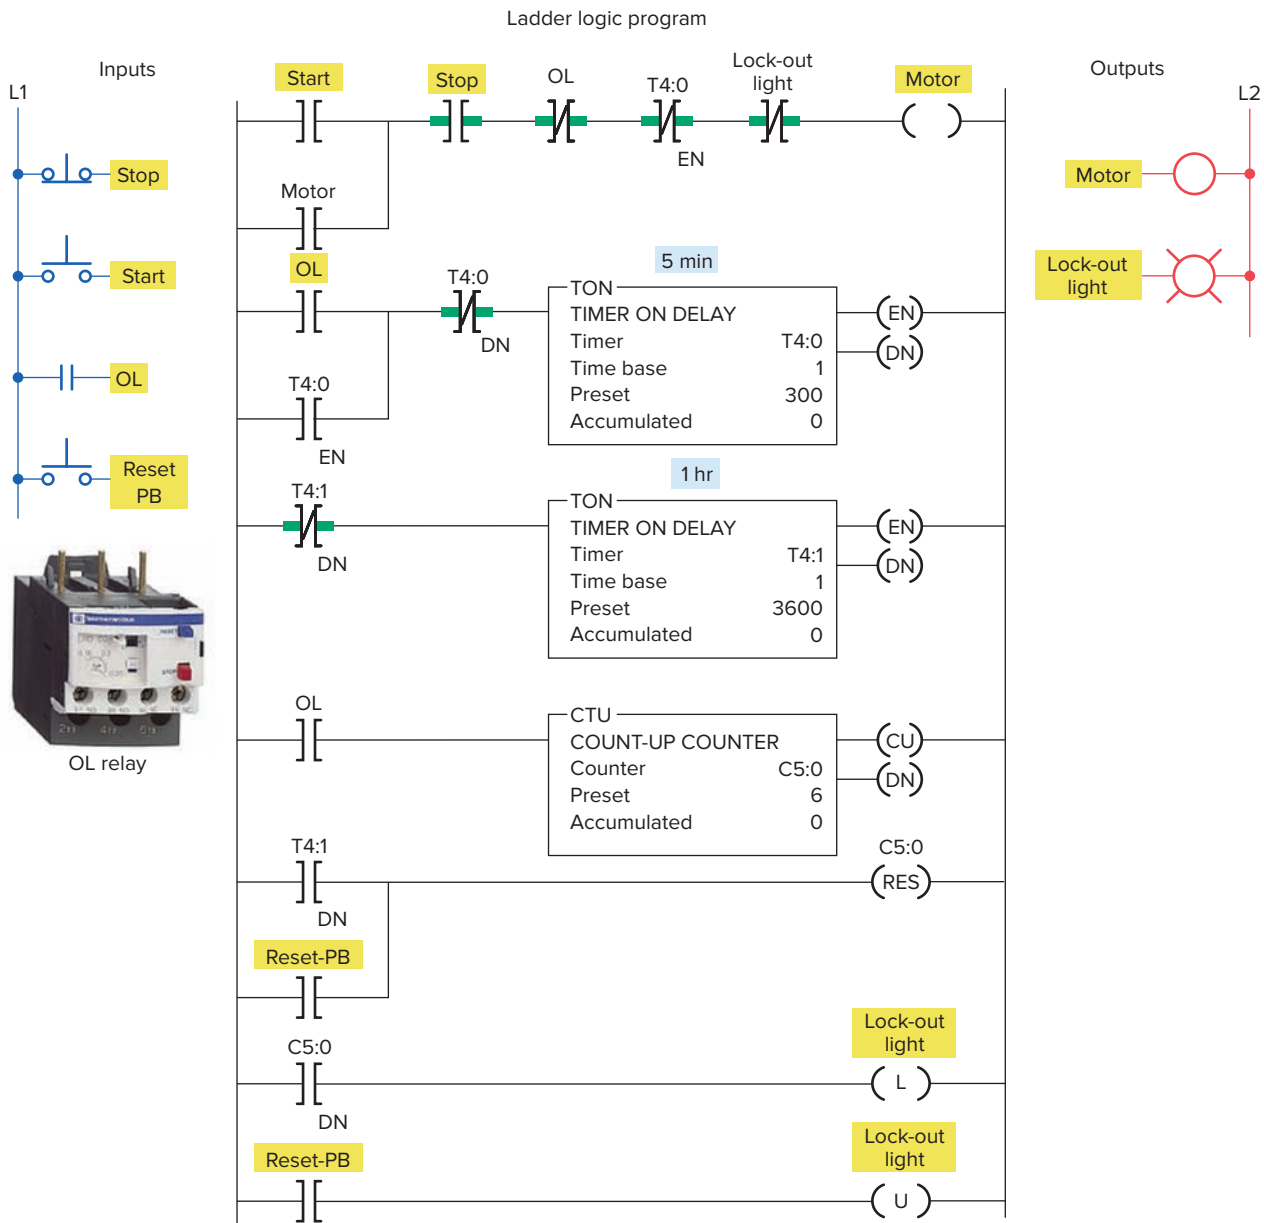 Ladder logic program
Inputs
Outputs
L1
L2
Stop
Start
OL
Reset
PB
OL relay
Start
Stop
OL
T4:0
EN
Lock-out
light
Motor
Motor
OL
T4:0
DN
T4:0
EN
5 min
TON
TIMER ON DELAY
Timer T4:0
Time base 1
Preset 300
Accumulated 0
EN
DN
T4:1
DN
1 hr
TON
TIMER ON DELAY
Timer T4:1
Time base 1
Preset 3600
Accumulated 0
EN
DN
OL
CTU
COUNT-UP COUNTER
Counter C5:0
Preset 6
Accumulated 0
CU
DN
T4:1
DN
C5:0
RES
Reset-PB
C5:0
DN
Lock-out
light
L
Reset-PB
Lock-out
light
U
Motor
Lock-out
light